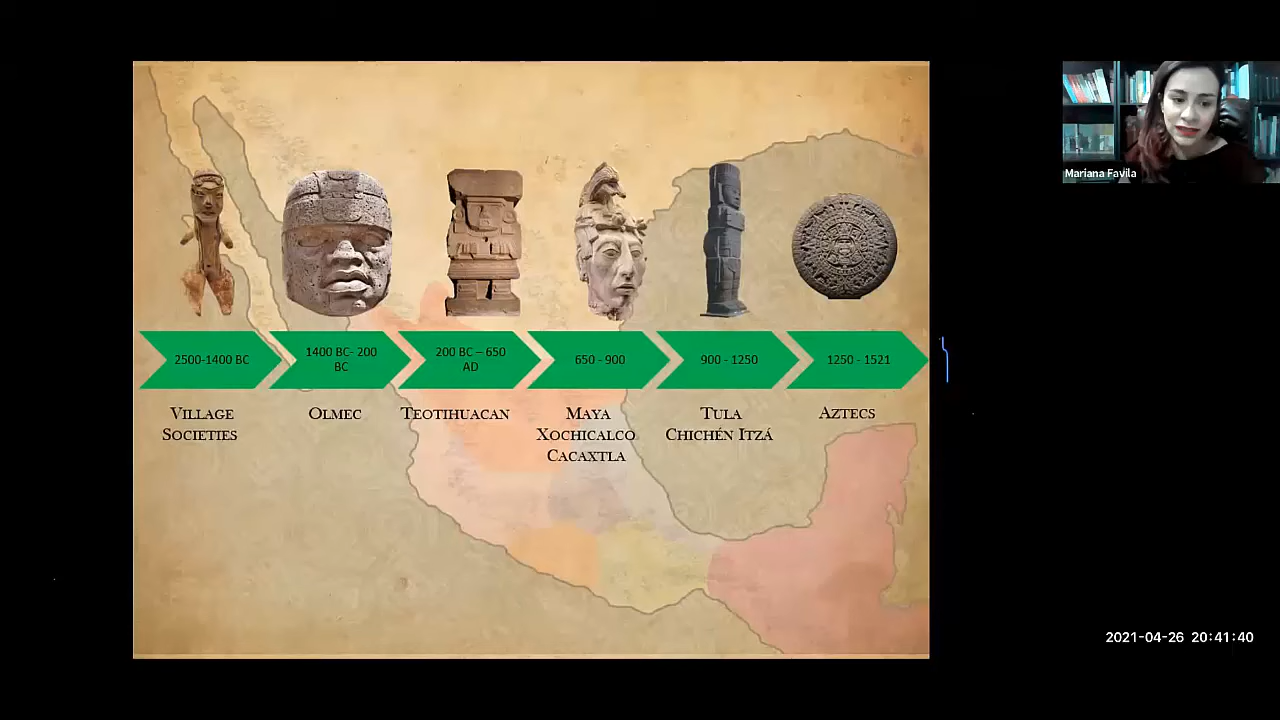 Mariana Favila
2500-1400 BC
1400 BC- 200
BC
200 BC – 650
AD
650 - 900
900 - 1250
1250 - 1521
VILLAGE
SOCIETIES
OLMEC
TEOTIHUACAN
MAYA
XOCHICALCO
CACAXTLA
TULA
CHICHÉN ITZÁ
AZTECS
2021-04-26 20:41:40